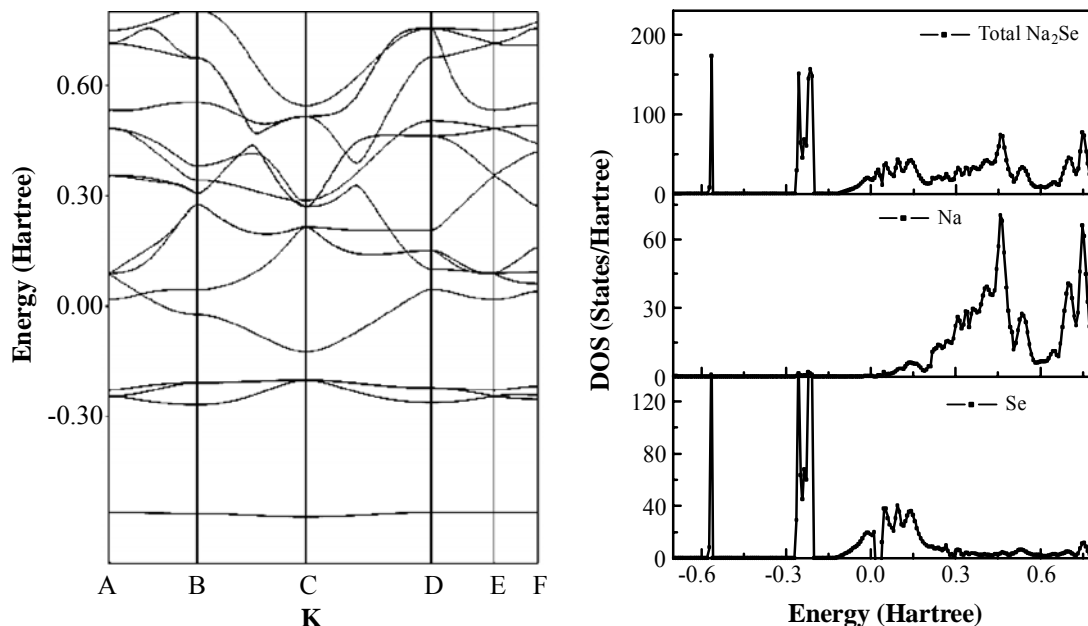 Energy (Hartree)
0.60
0.30
0.00
-0.30
A B C D E F
K
DOS (States/Hartree)
Total Na₂Se
200
100
0
Na
60
30
0
Se
120
80
40
0
-0.6 -0.3 0.0 0.3 0.6
Energy (Hartree)